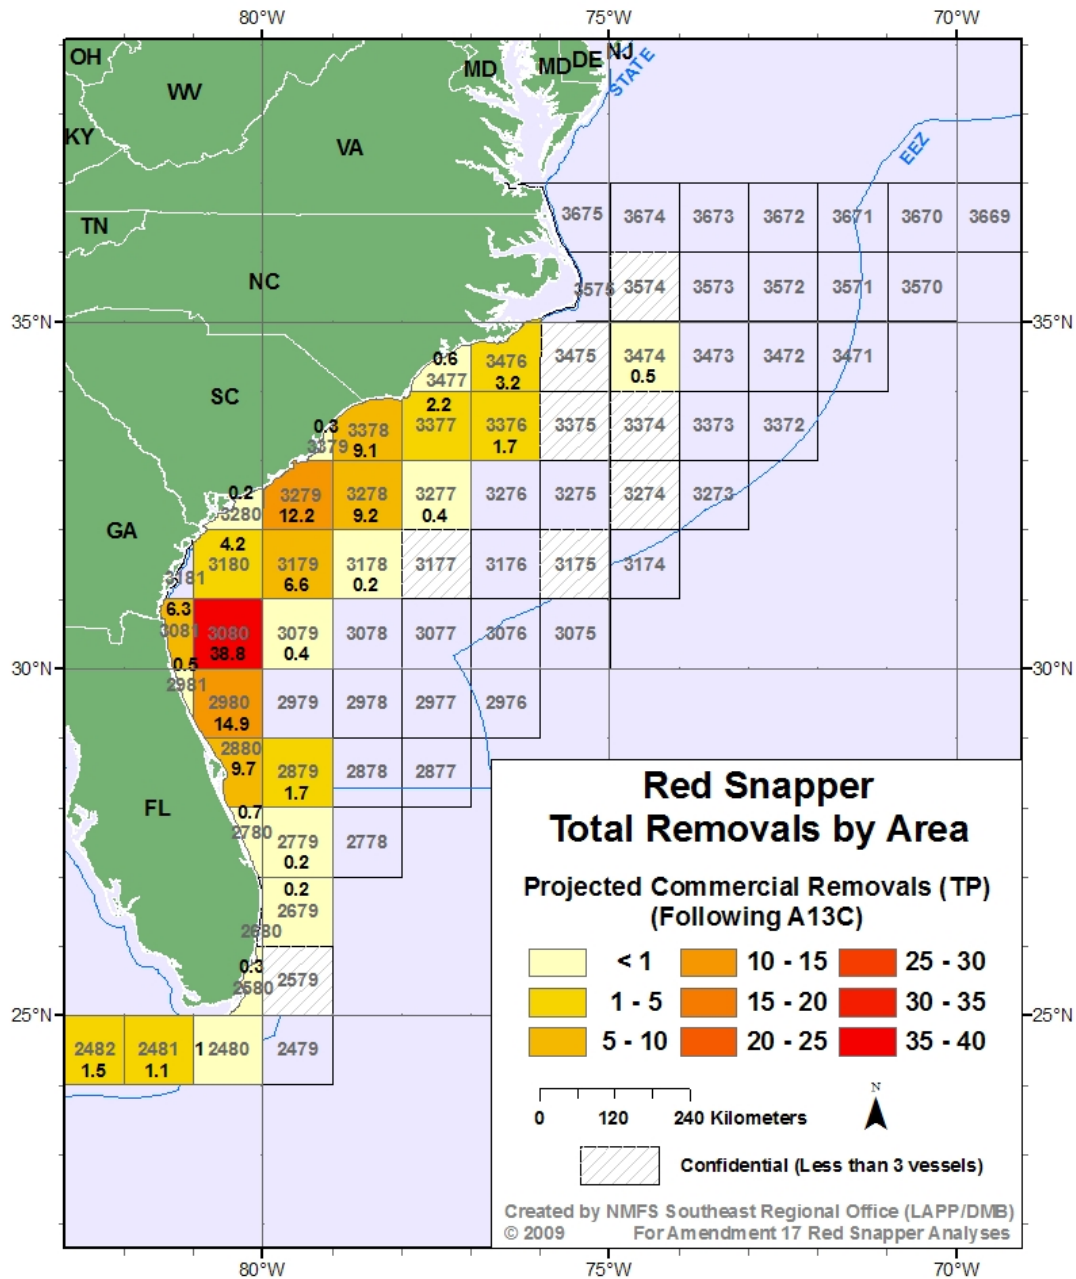 80°W 75°W 70°W
OH
WV
KY
VA
MD
MD
DE
NJ
STATE
EEZ
TN
NC
SC
GA
FL
3675 3674 3673 3672 3671 3670 3669
3575 3574 3573 3572 3571 3570
35°N 35°N
0.6
3477
3476
3.2
3475
3474
0.5
3473 3472 3471
0.3
3379
3378
9.1
2.2
3377
3376
1.7
3375 3374 3373 3372
0.2
3280
3279
12.2
3278
9.2
3277
0.4
3276 3275 3274 3273
3181
4.2
3180
3179
6.6
3178
0.2
3177 3176 3175 3174
6.3
3081
3080
38.8
3079
0.4
3078 3077 3076 3075
30°N 30°N
0.5
2981
2980
14.9
2979 2978 2977 2976
2880
9.7
2879
1.7
2878 2877
0.7
2780
2779
0.2
2778
0.2
2679
2680
0.3
2580
2579
25°N 25°N
2482
1.5
2481
1.1
1 2480
2479
Red Snapper
Total Removals by Area
Projected Commercial Removals (TP)
(Following A13C)
< 1 10 - 15 25 - 30
1 - 5 15 - 20 30 - 35
5 - 10 20 - 25 35 - 40
N
0 120 240 Kilometers
Confidential (Less than 3 vessels)
Created by NMFS Southeast Regional Office (LAPP/DMB)
© 2009 For Amendment 17 Red Snapper Analyses
80°W 75°W 70°W